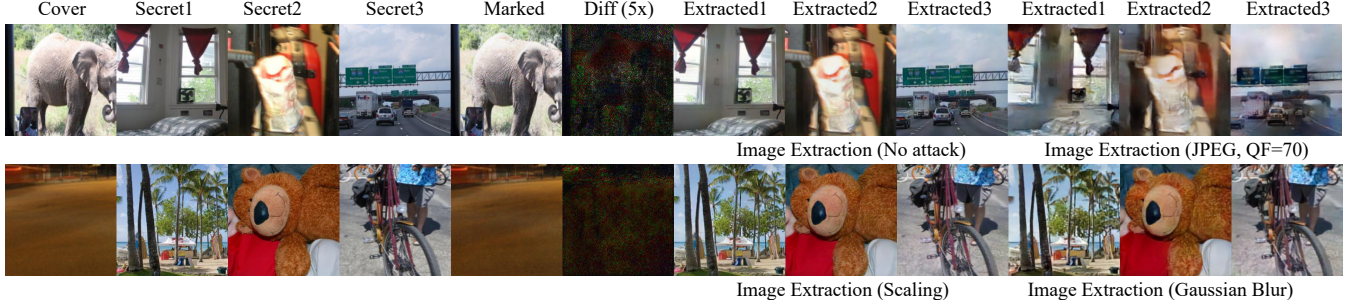 Cover Secret1 Secret2 Secret3 Marked Diff (5x) Extracted1 Extracted2 Extracted3 Extracted1 Extracted2 Extracted3
Image Extraction (No attack) Image Extraction (JPEG, QF=70)
Image Extraction (Scaling) Image Extraction (Gaussian Blur)